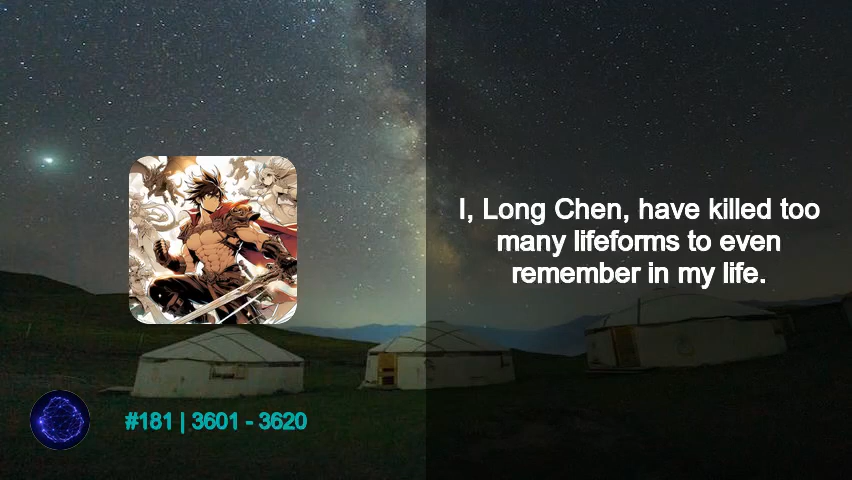 I, Long Chen, have killed too
many lifeforms to even
remember in my life.
#181 | 3601 - 3620